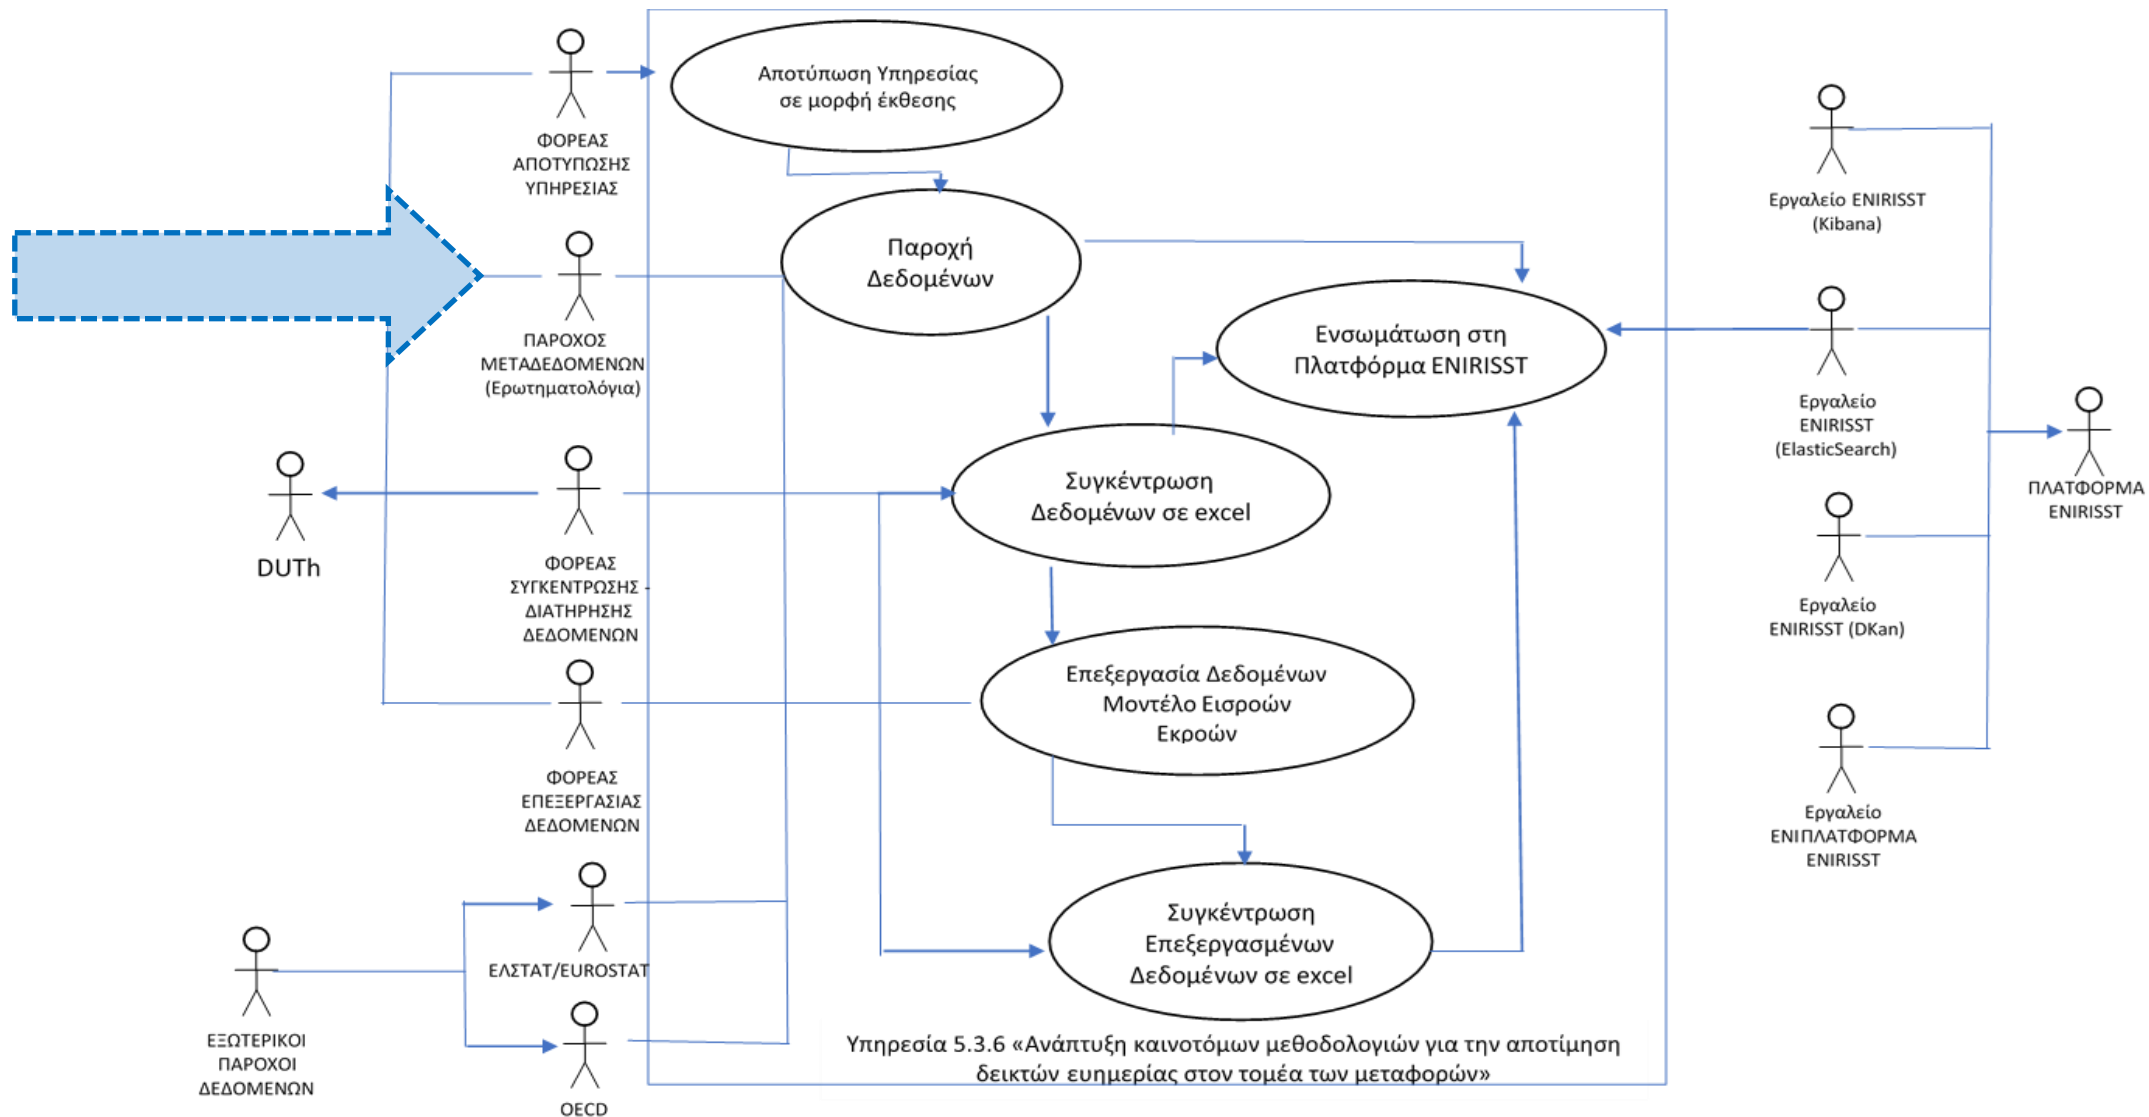 Αποτύπωση Υπηρεσίας
σε μορφή έκθεσης
ΦΟΡΕΑΣ
ΑΠΟΤΥΠΩΣΗΣ
ΥΠΗΡΕΣΙΑΣ
Εργαλείο ENIRISST
(Kibana)
Παροχή
Δεδομένων
ΠΑΡΟΧΟΣ
ΜΕΤΑΔΕΔΟΜΕΝΩΝ
(Ερωτηματολόγια)
Ενσωμάτωση στη
Πλατφόρμα ENIRISST
Εργαλείο
ENIRISST
(ElasticSearch)
ΠΛΑΤΦΟΡΜΑ
ENIRISST
Συγκέντρωση
Δεδομένων σε excel
DUTh
ΦΟΡΕΑΣ
ΣΥΓΚΕΝΤΡΩΣΗΣ -
ΔΙΑΤΗΡΗΣΗΣ
ΔΕΔΟΜΕΝΩΝ
Εργαλείο
ENIRISST (DKan)
Επεξεργασία Δεδομένων
Μοντέλο Εισροών
Εκροών
ΦΟΡΕΑΣ
ΕΠΕΞΕΡΓΑΣΙΑΣ
ΔΕΔΟΜΕΝΩΝ
Εργαλείο
ΕΝΙΠΛΑΤΦΟΡΜΑ
ENIRISST
Συγκέντρωση
Επεξεργασμένων
Δεδομένων σε excel
ΕΛΣΤΑΤ/EUROSTAT
ΕΞΩΤΕΡΙΚΟΙ
ΠΑΡΟΧΟΙ
ΔΕΔΟΜΕΝΩΝ
OECD
Υπηρεσία 5.3.6 «Ανάπτυξη καινοτόμων μεθοδολογιών για την αποτίμηση
δεικτών ευημερίας στον τομέα των μεταφορών»